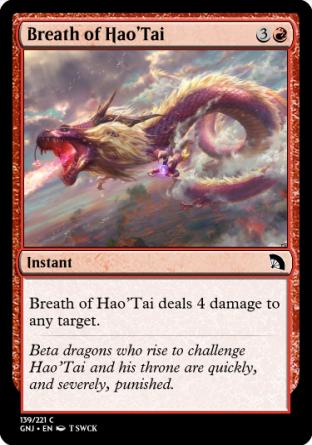 Breath of Hao'Tai 3
Instant
Breath of Hao'Tai deals 4 damage to
any target.
Beta dragons who rise to challenge
Hao'Tai and his throne are quickly,
and severely, punished.
139/221 C
GNJ • EN TSWCK